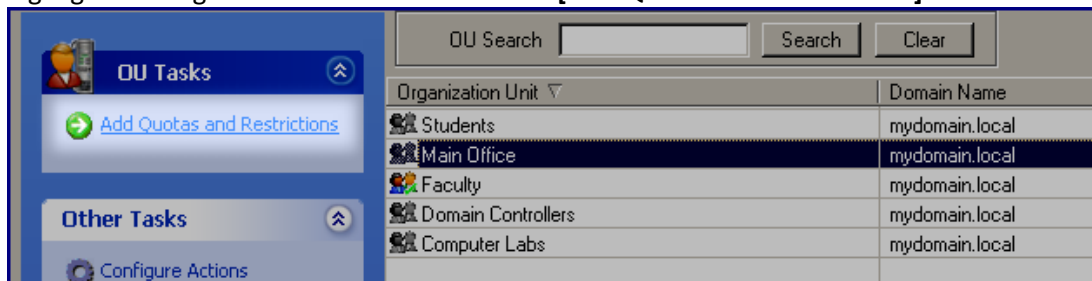 OU Search Search Clear
OU Tasks
Add Quotas and Restrictions
Other Tasks
Configure Actions
Organization Unit Domain Name
Students mydomain.local
Main Office mydomain.local
Faculty mydomain.local
Domain Controllers mydomain.local
Computer Labs mydomain.local